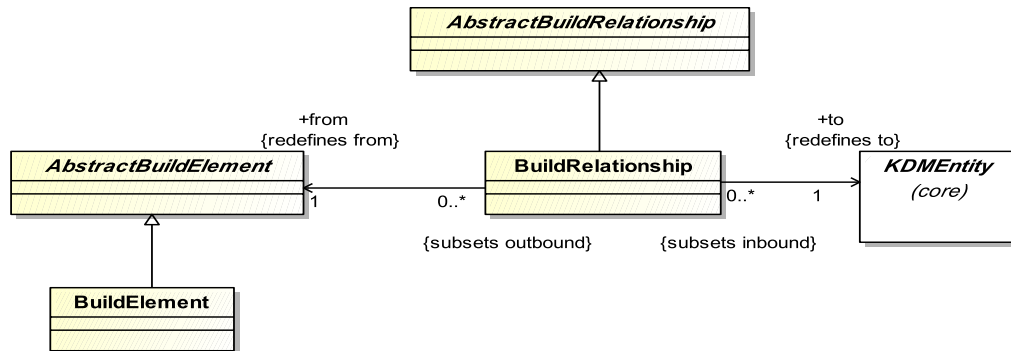 AbstractBuildRelationship
+from
{redefines from}
+to
{redefines to}
AbstractBuildElement
BuildRelationship
KDMEntity
(core)
1
0..*
0..*
1
{subsets outbound}
{subsets inbound}
BuildElement